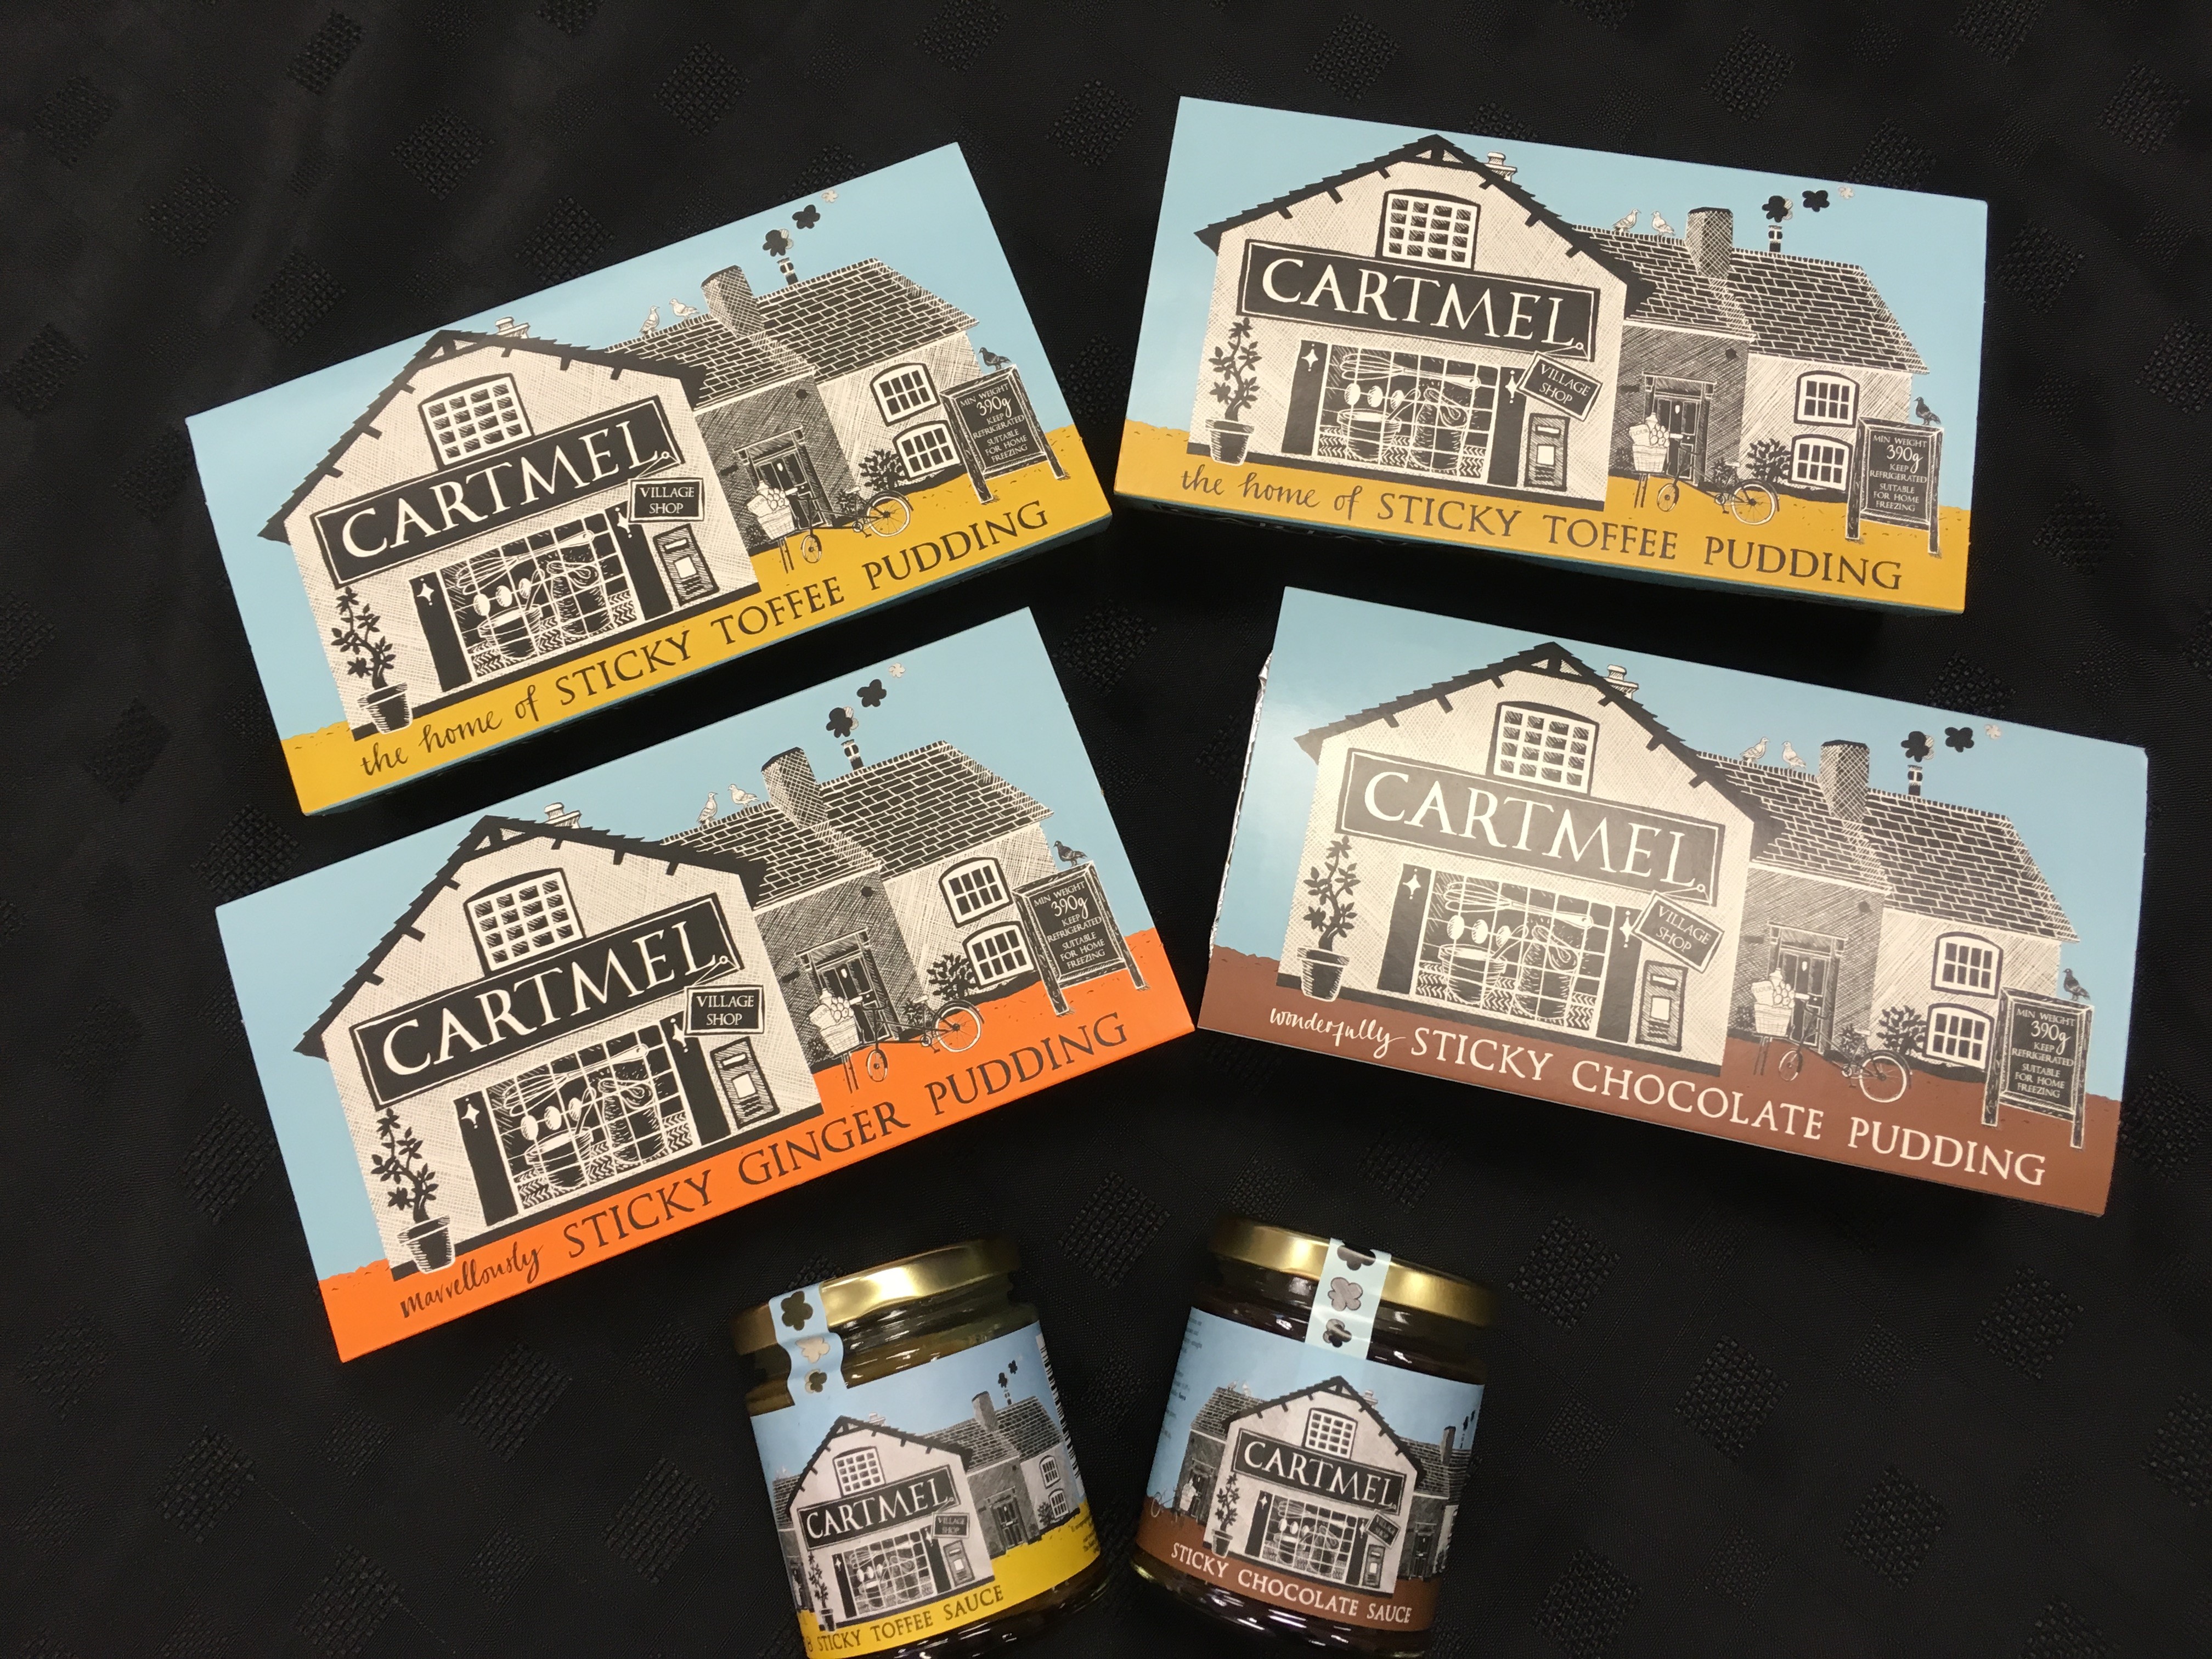 CARTMEL
VILLAGE
SHOP
MIN WEIGHT
390g
KEEP
REFRIGERATED
SUITABLE
FOR HOME
FREEZING
the home of STICKY TOFFEE PUDDING
CARTMEL
VILLAGE
SHOP
MIN WEIGHT
390g
KEEP
REFRIGERATED
SUITABLE
FOR HOME
FREEZING
the home of STICKY TOFFEE PUDDING
CARTMEL
VILLAGE
SHOP
MIN WEIGHT
390g
KEEP
REFRIGERATED
SUITABLE
FOR HOME
FREEZING
marvellously STICKY GINGER PUDDING
CARTMEL
VILLAGE
SHOP
MIN WEIGHT
390g
KEEP
REFRIGERATED
SUITABLE
FOR HOME
FREEZING
wonderfully STICKY CHOCOLATE PUDDING
CARTMEL
VILLAGE
SHOP
STICKY TOFFEE SAUCE
CARTMEL
VILLAGE
SHOP
STICKY CHOCOLATE SAUCE